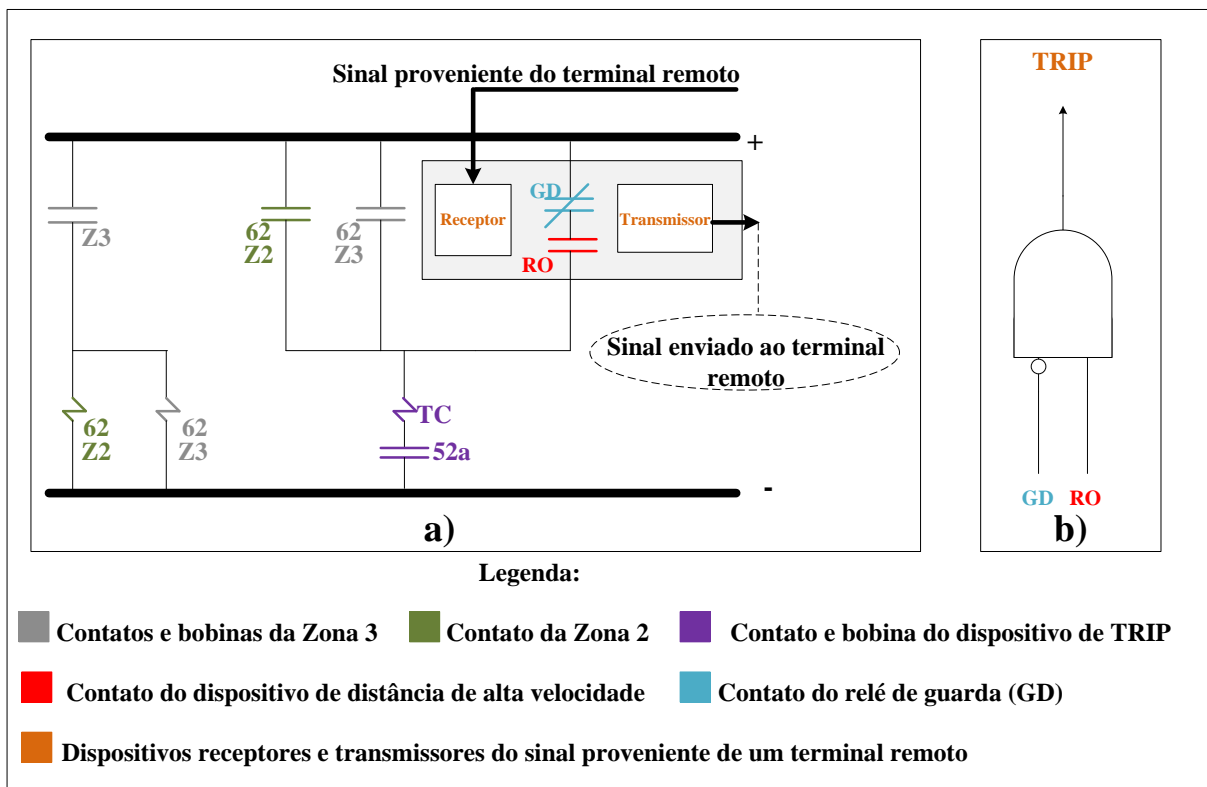 Sinal proveniente do terminal remoto
+
Z3
62
Z2
62
Z3
GD
Receptor
RO
Transmissor
Sinal enviado ao terminal
remoto
62
Z2
62
Z3
TC
52a
-
a)
TRIP
GD
RO
b)
Legenda:
Contatos e bobinas da Zona 3
Contato da Zona 2
Contato e bobina do dispositivo de TRIP
Contato do dispositivo de distância de alta velocidade
Contato do relé de guarda (GD)
Dispositivos receptores e transmissores do sinal proveniente de um terminal remoto